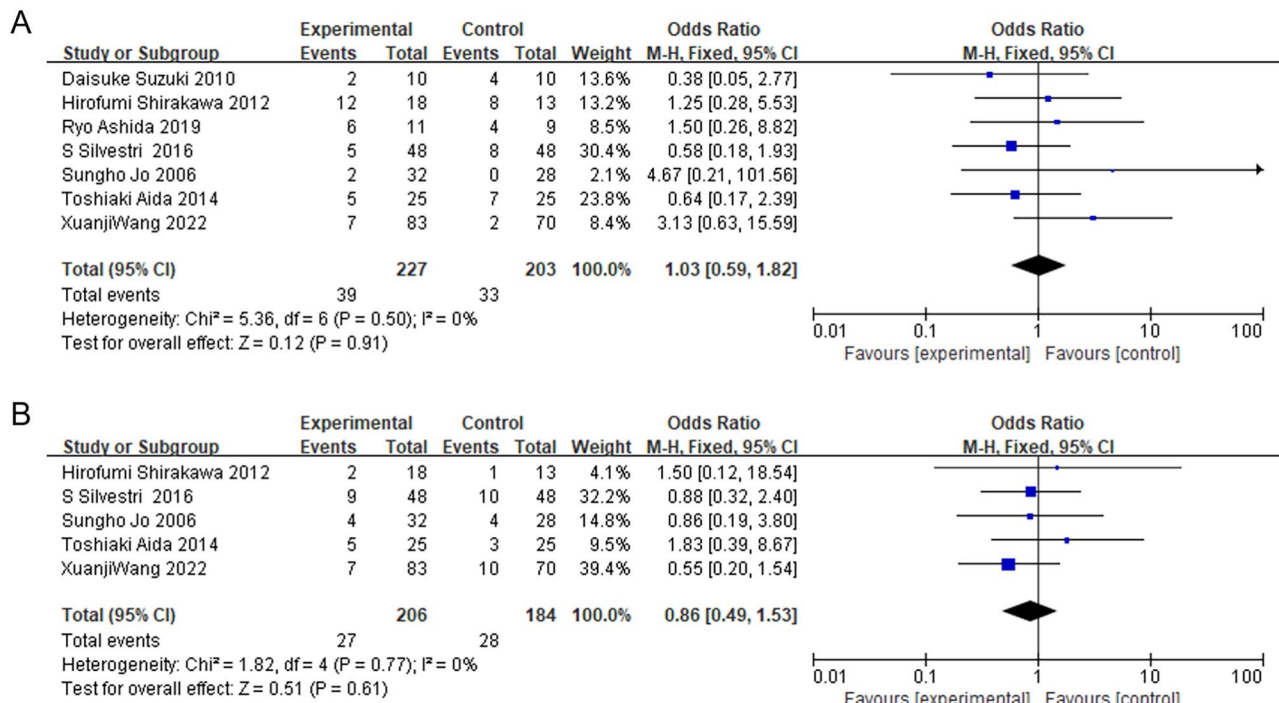 A
Experimental Control Odds Ratio Odds Ratio
Study or Subgroup Events Total Events Total Weight M-H, Fixed, 95% CI M-H, Fixed, 95% CI
Daisuke Suzuki 2010 2 10 4 10 13.6% 0.38 [0.05, 2.77]
Hirofumi Shirakawa 2012 12 18 8 13 13.2% 1.25 [0.28, 5.53]
Ryo Ashida 2019 6 11 4 9 8.5% 1.50 [0.26, 8.82]
S Silvestri 2016 5 48 8 48 30.4% 0.58 [0.18, 1.93]
Sungho Jo 2006 2 32 0 28 2.1% 4.67 [0.21, 101.56]
Toshiaki Aida 2014 5 25 7 25 23.8% 0.64 [0.17, 2.39]
XuanjiWang 2022 7 83 2 70 8.4% 3.13 [0.63, 15.59]
Total (95% CI) 227 203 100.0% 1.03 [0.59, 1.82]
Total events 39 33
Heterogeneity: Chi² = 5.36, df = 6 (P = 0.50); I² = 0%
Test for overall effect: Z = 0.12 (P = 0.91)
0.01 0.1 1 10 100
Favours [experimental] Favours [control]
B
Experimental Control Odds Ratio Odds Ratio
Study or Subgroup Events Total Events Total Weight M-H, Fixed, 95% CI M-H, Fixed, 95% CI
Hirofumi Shirakawa 2012 2 18 1 13 4.1% 1.50 [0.12, 18.54]
S Silvestri 2016 9 48 10 48 32.2% 0.88 [0.32, 2.40]
Sungho Jo 2006 4 32 4 28 14.8% 0.86 [0.19, 3.80]
Toshiaki Aida 2014 5 25 3 25 9.5% 1.83 [0.39, 8.67]
XuanjiWang 2022 7 83 10 70 39.4% 0.55 [0.20, 1.54]
Total (95% CI) 206 184 100.0% 0.86 [0.49, 1.53]
Total events 27 28
Heterogeneity: Chi² = 1.82, df = 4 (P = 0.77); I² = 0%
Test for overall effect: Z = 0.51 (P = 0.61)
0.01 0.1 1 10 100
Favours [experimental] Favours [control]